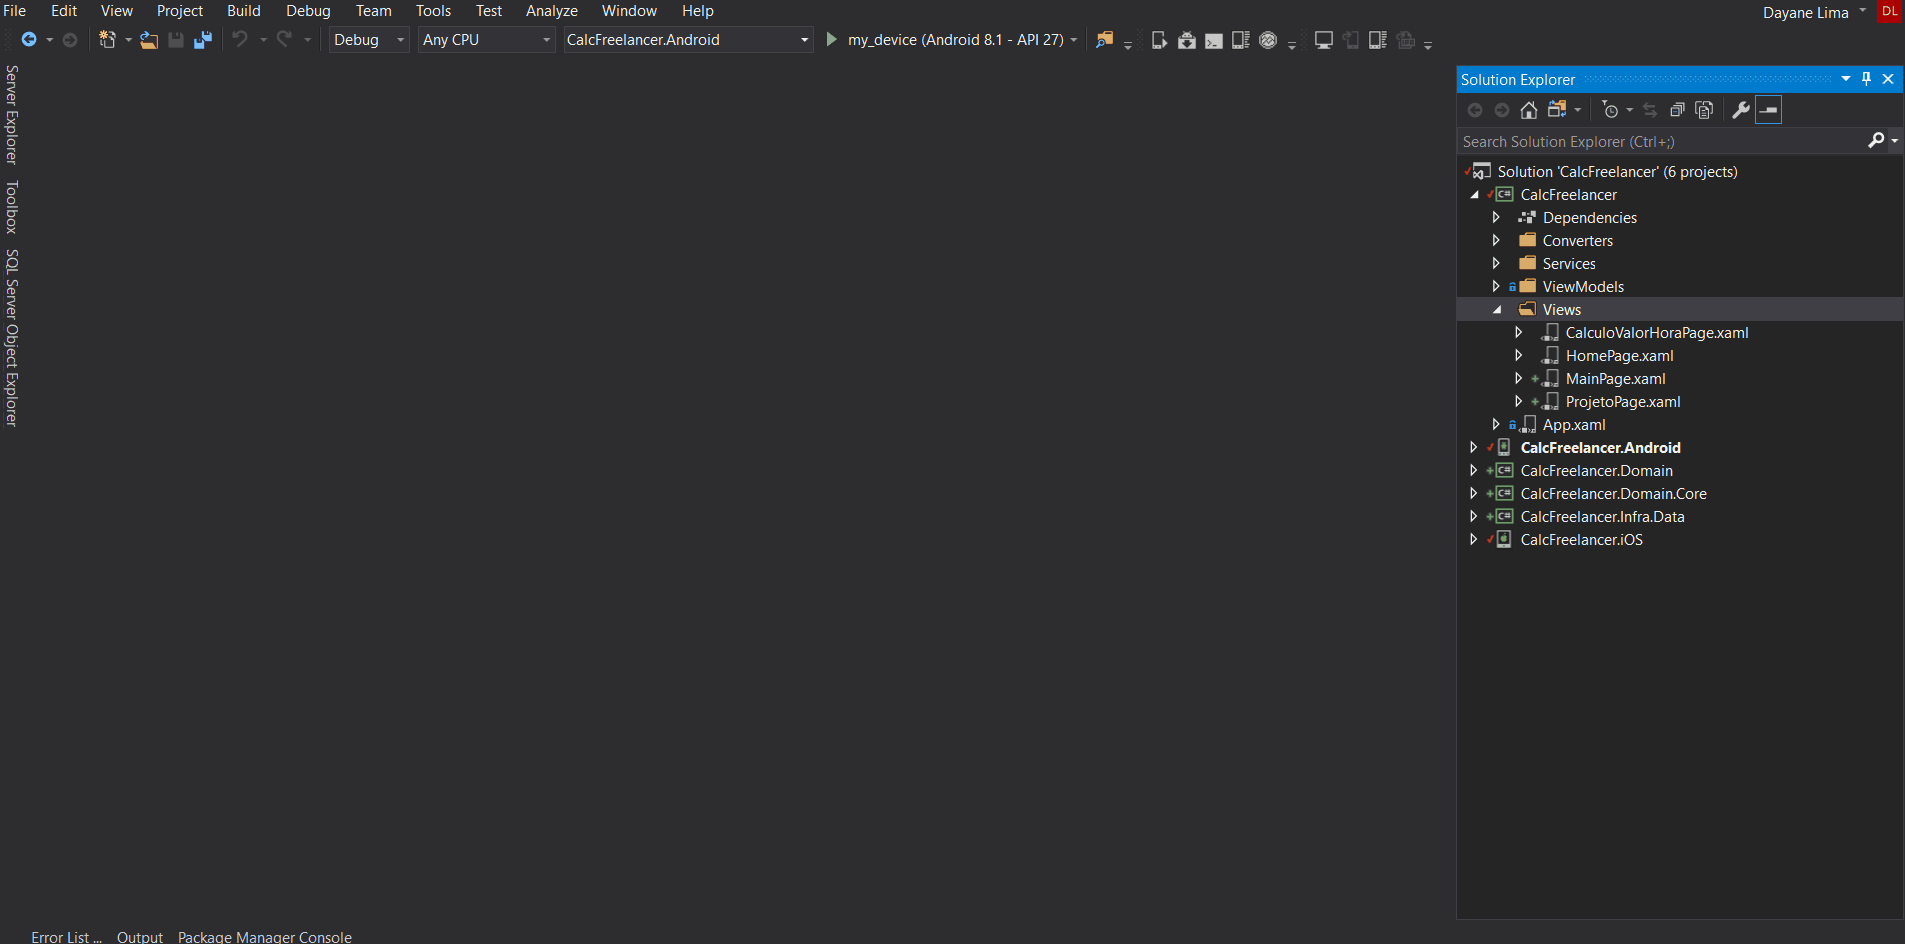 File Edit View Project Build Debug Team Tools Test Analyze Window Help
Dayane Lima DL
Debug Any CPU CalcFreelancer.Android my_device (Android 8.1 - API 27)
Server Explorer
Toolbox
SQL Server Object Explorer
Solution Explorer
Search Solution Explorer (Ctrl+;)
Solution 'CalcFreelancer' (6 projects)
C# CalcFreelancer
Dependencies
Converters
Services
ViewModels
Views
CalculoValorHoraPage.xaml
HomePage.xaml
MainPage.xaml
ProjetoPage.xaml
App.xaml
CalcFreelancer.Android
C# CalcFreelancer.Domain
C# CalcFreelancer.Domain.Core
C# CalcFreelancer.Infra.Data
CalcFreelancer.iOS
Error List ... Output Package Manager Console